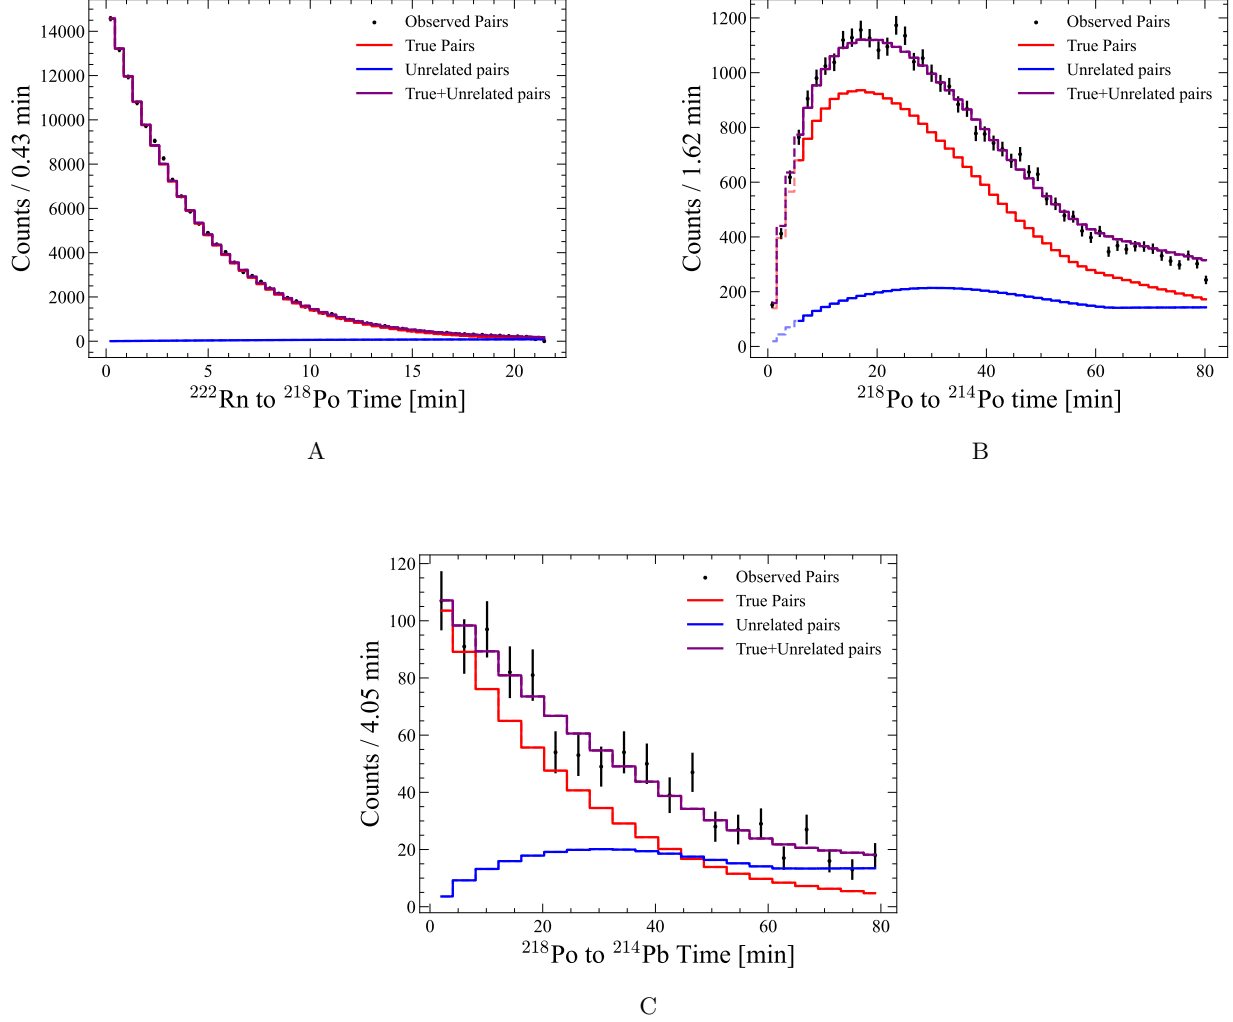 Counts / 0.43 min
14000
12000
10000
8000
6000
4000
2000
0
Observed Pairs
True Pairs
Unrelated pairs
True+Unrelated pairs
0 5 10 15 20
²²²Rn to ²¹⁸Po Time [min]
A
Counts / 1.62 min
1200
1000
800
600
400
200
0
Observed Pairs
True Pairs
Unrelated pairs
True+Unrelated pairs
0 20 40 60 80
²¹⁸Po to ²¹⁴Po time [min]
B
Counts / 4.05 min
120
100
80
60
40
20
0
Observed Pairs
True Pairs
Unrelated pairs
True+Unrelated pairs
0 20 40 60 80
²¹⁸Po to ²¹⁴Pb Time [min]
C